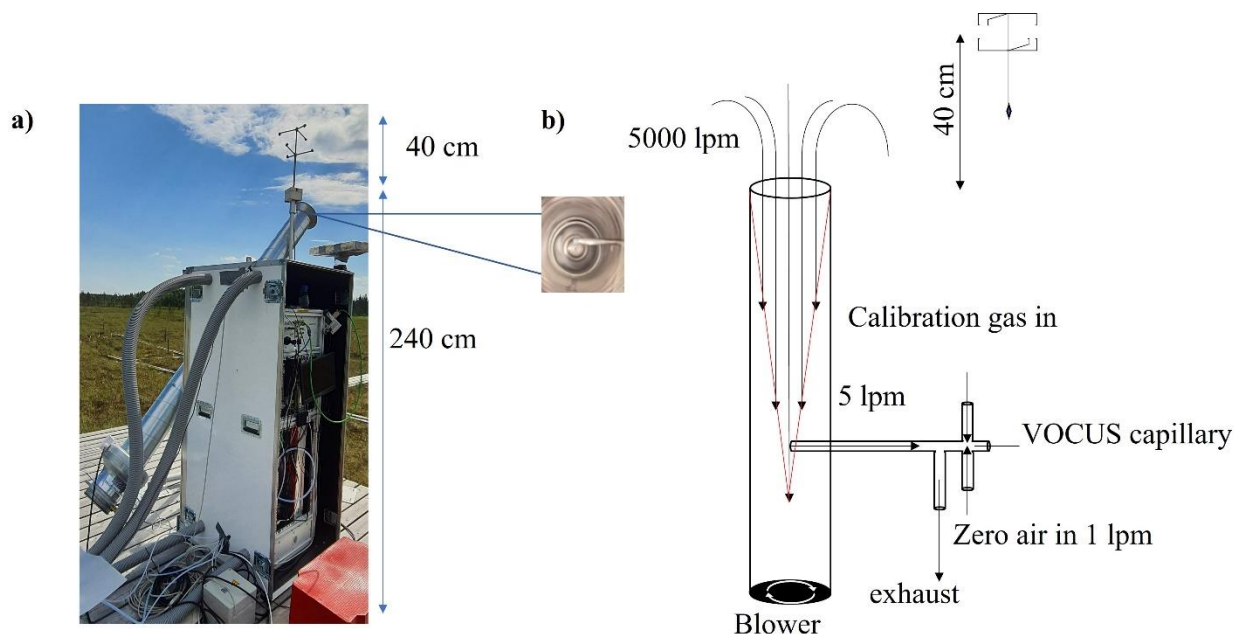 a)
40 cm
240 cm
b)
5000 lpm
40 cm
Calibration gas in
5 lpm
VOCUS capillary
Zero air in 1 lpm
exhaust
Blower